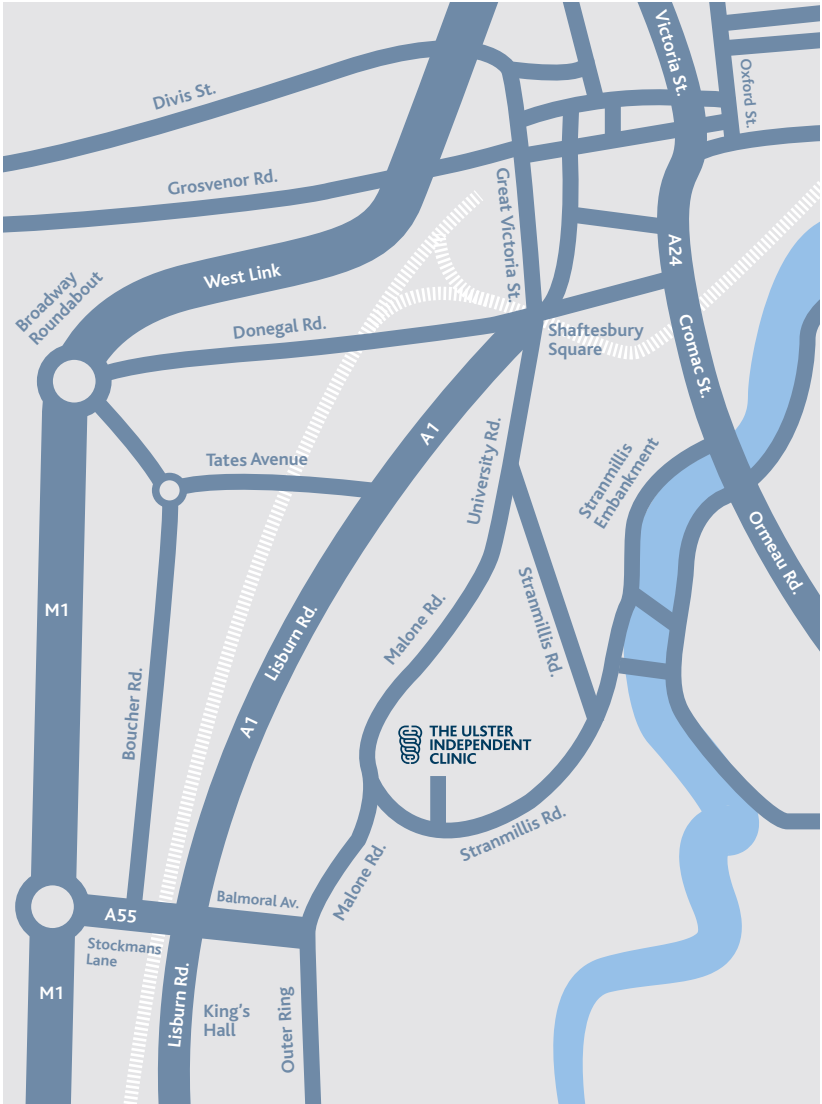 Victoria St.
Oxford St.
Divis St.
Grosvenor Rd.
Great Victoria St.
A24
West Link
Broadway
Roundabout
Donegal Rd.
Shaftesbury
Square
Cromac St.
A1
University Rd.
Tates Avenue
Stranmillis
Embankment
Ormeau Rd.
M1
Lisburn Rd.
Malone Rd.
Stranmillis Rd.
Boucher Rd.
A1
THE ULSTER
INDEPENDENT
CLINIC
Stranmillis Rd.
Malone Rd.
Balmoral Av.
A55
Stockmans
Lane
M1
Lisburn Rd.
King's
Hall
Outer Ring